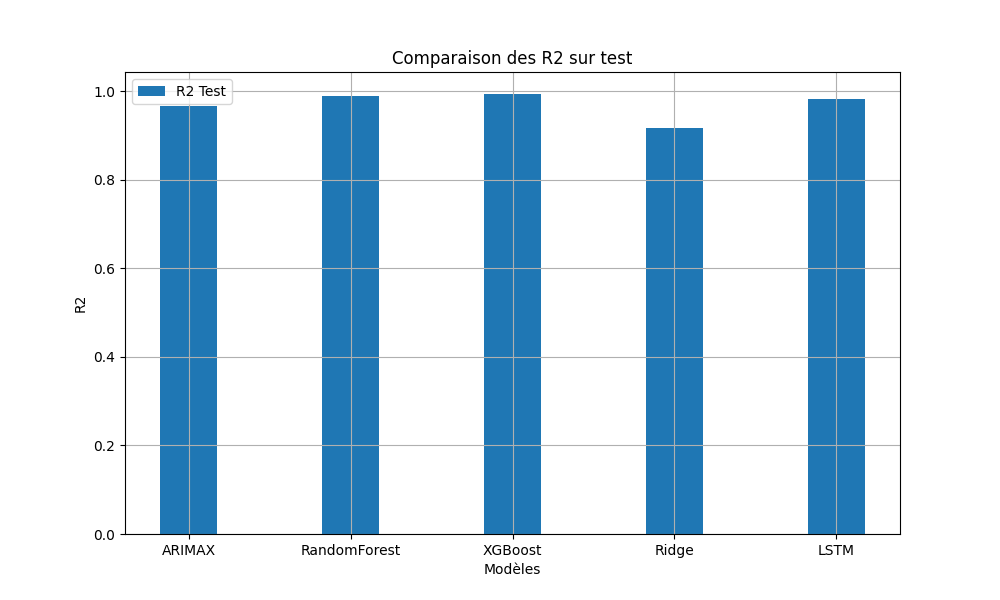 Comparaison des R2 sur test
R2 Test
1.0
0.8
0.6
0.4
0.2
0.0
R2
ARIMAX
RandomForest
XGBoost
Ridge
LSTM
Modèles